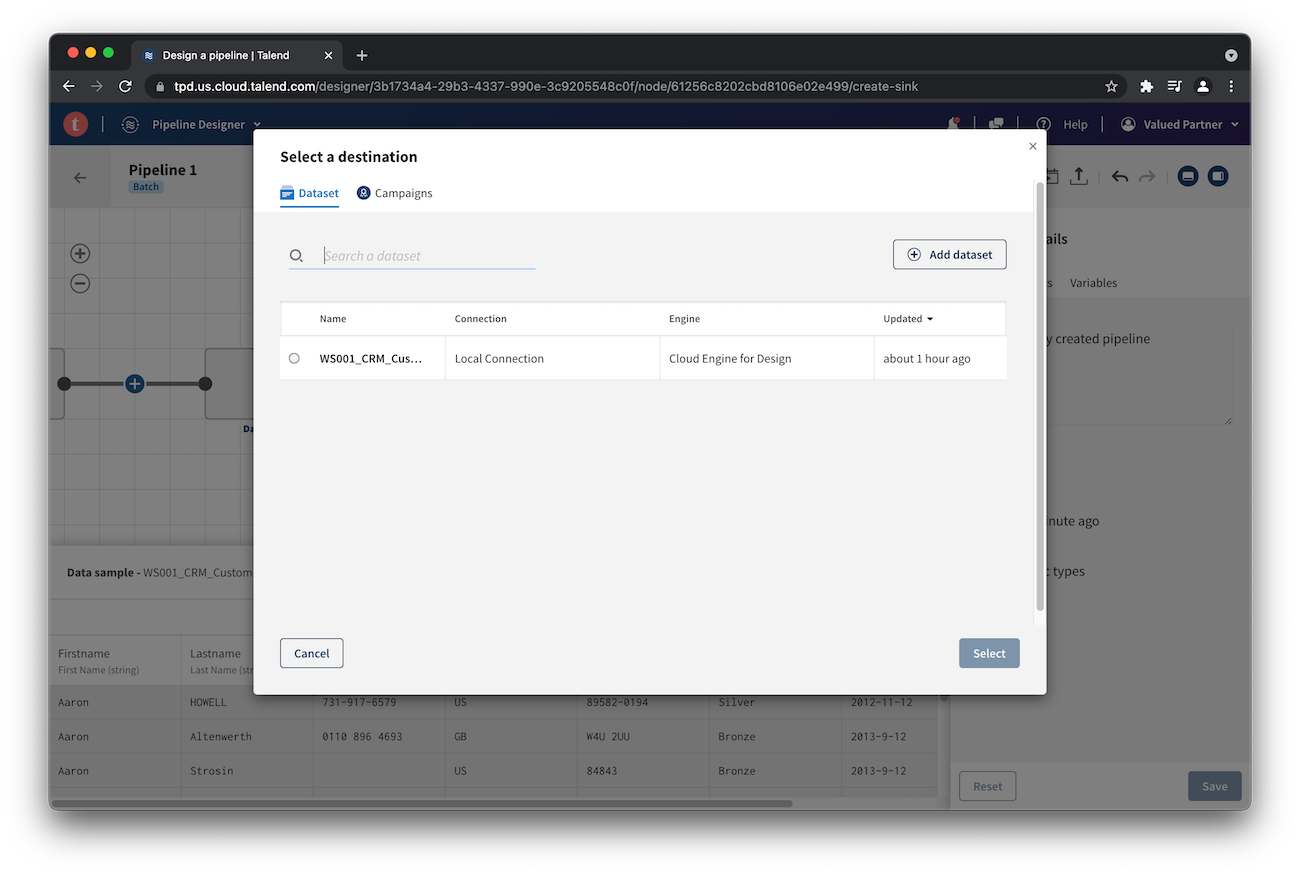 Design a pipeline | Talend
tpd.us.cloud.talend.com/designer/3b1734a4-29b3-4337-990e-3c9205548c0f/node/61256c8202cbd8106e02e499/create-sink
t Pipeline Designer Help Valued Partner
Pipeline 1
Batch
Select a destination
Dataset Campaigns
Search a dataset
Add dataset
Name Connection Engine Updated
WS001_CRM_Cus... Local Connection Cloud Engine for Design about 1 hour ago
Cancel Select
ails
s Variables
y created pipeline
nute ago
types
Da
Data sample - WS001_CRM_Custom
Firstname Lastname
First Name (string) Last Name (str
Aaron HOWELL 731-917-6579 US 89582-0194 Silver 2012-11-12
Aaron Altenwerth 0110 896 4693 GB W4U 2UU Bronze 2013-9-12
Aaron Strosin US 84843 Bronze 2013-9-12
Reset Save